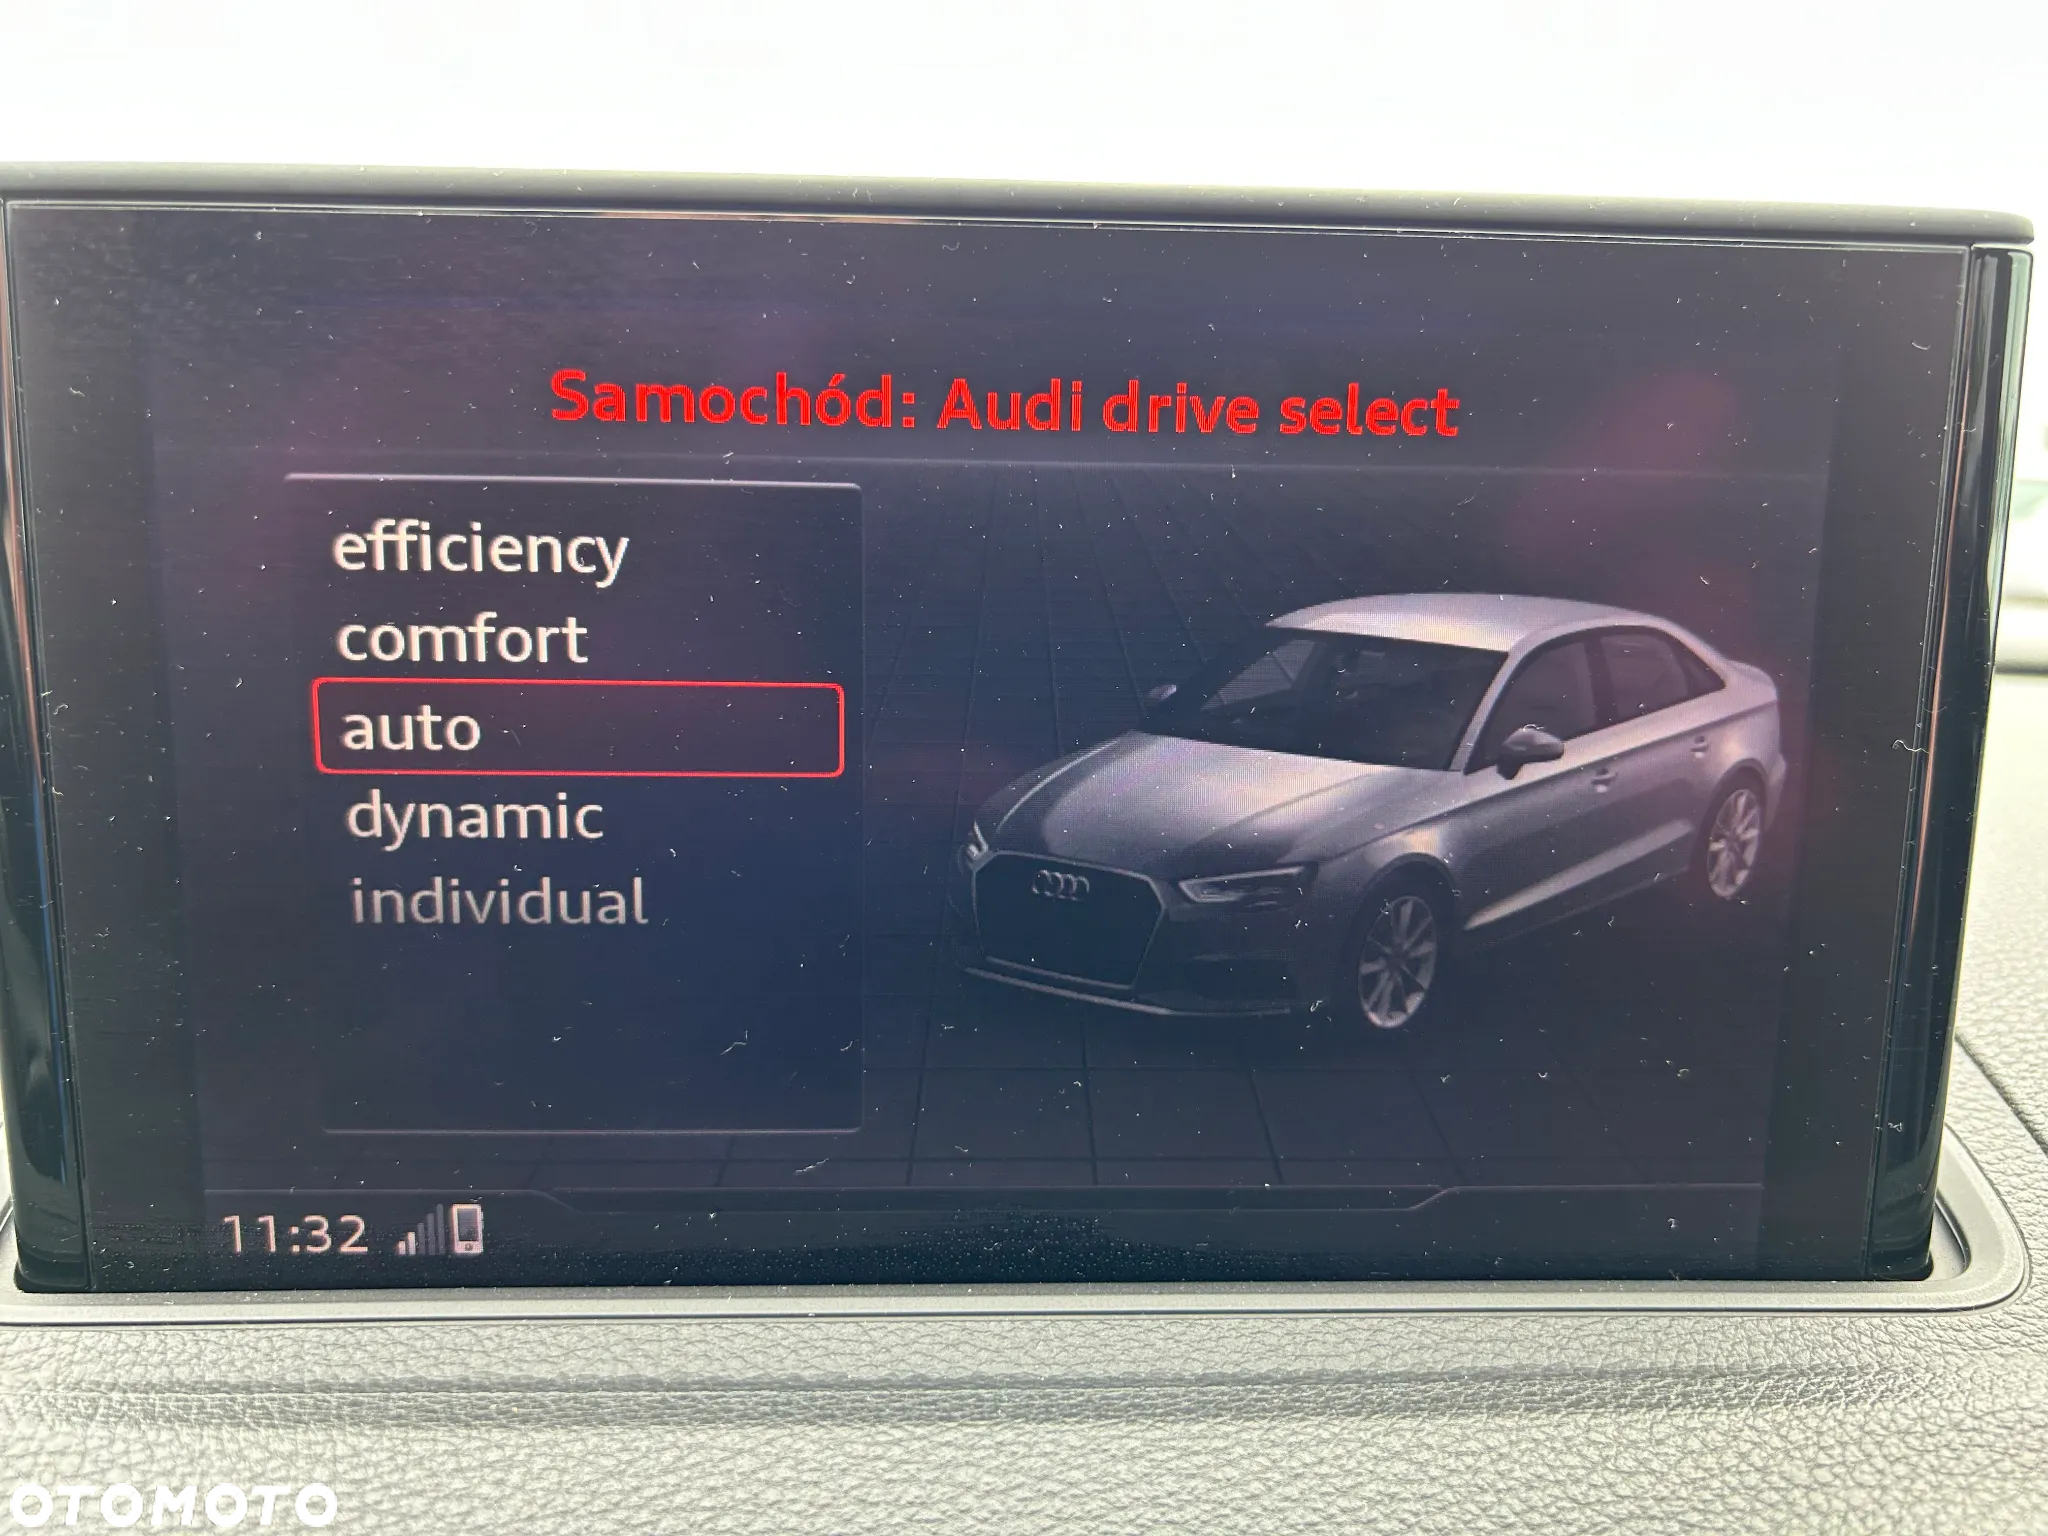 Samochód: Audi drive select
efficiency
comfort
auto
dynamic
individual
11:32
OTOMOTO